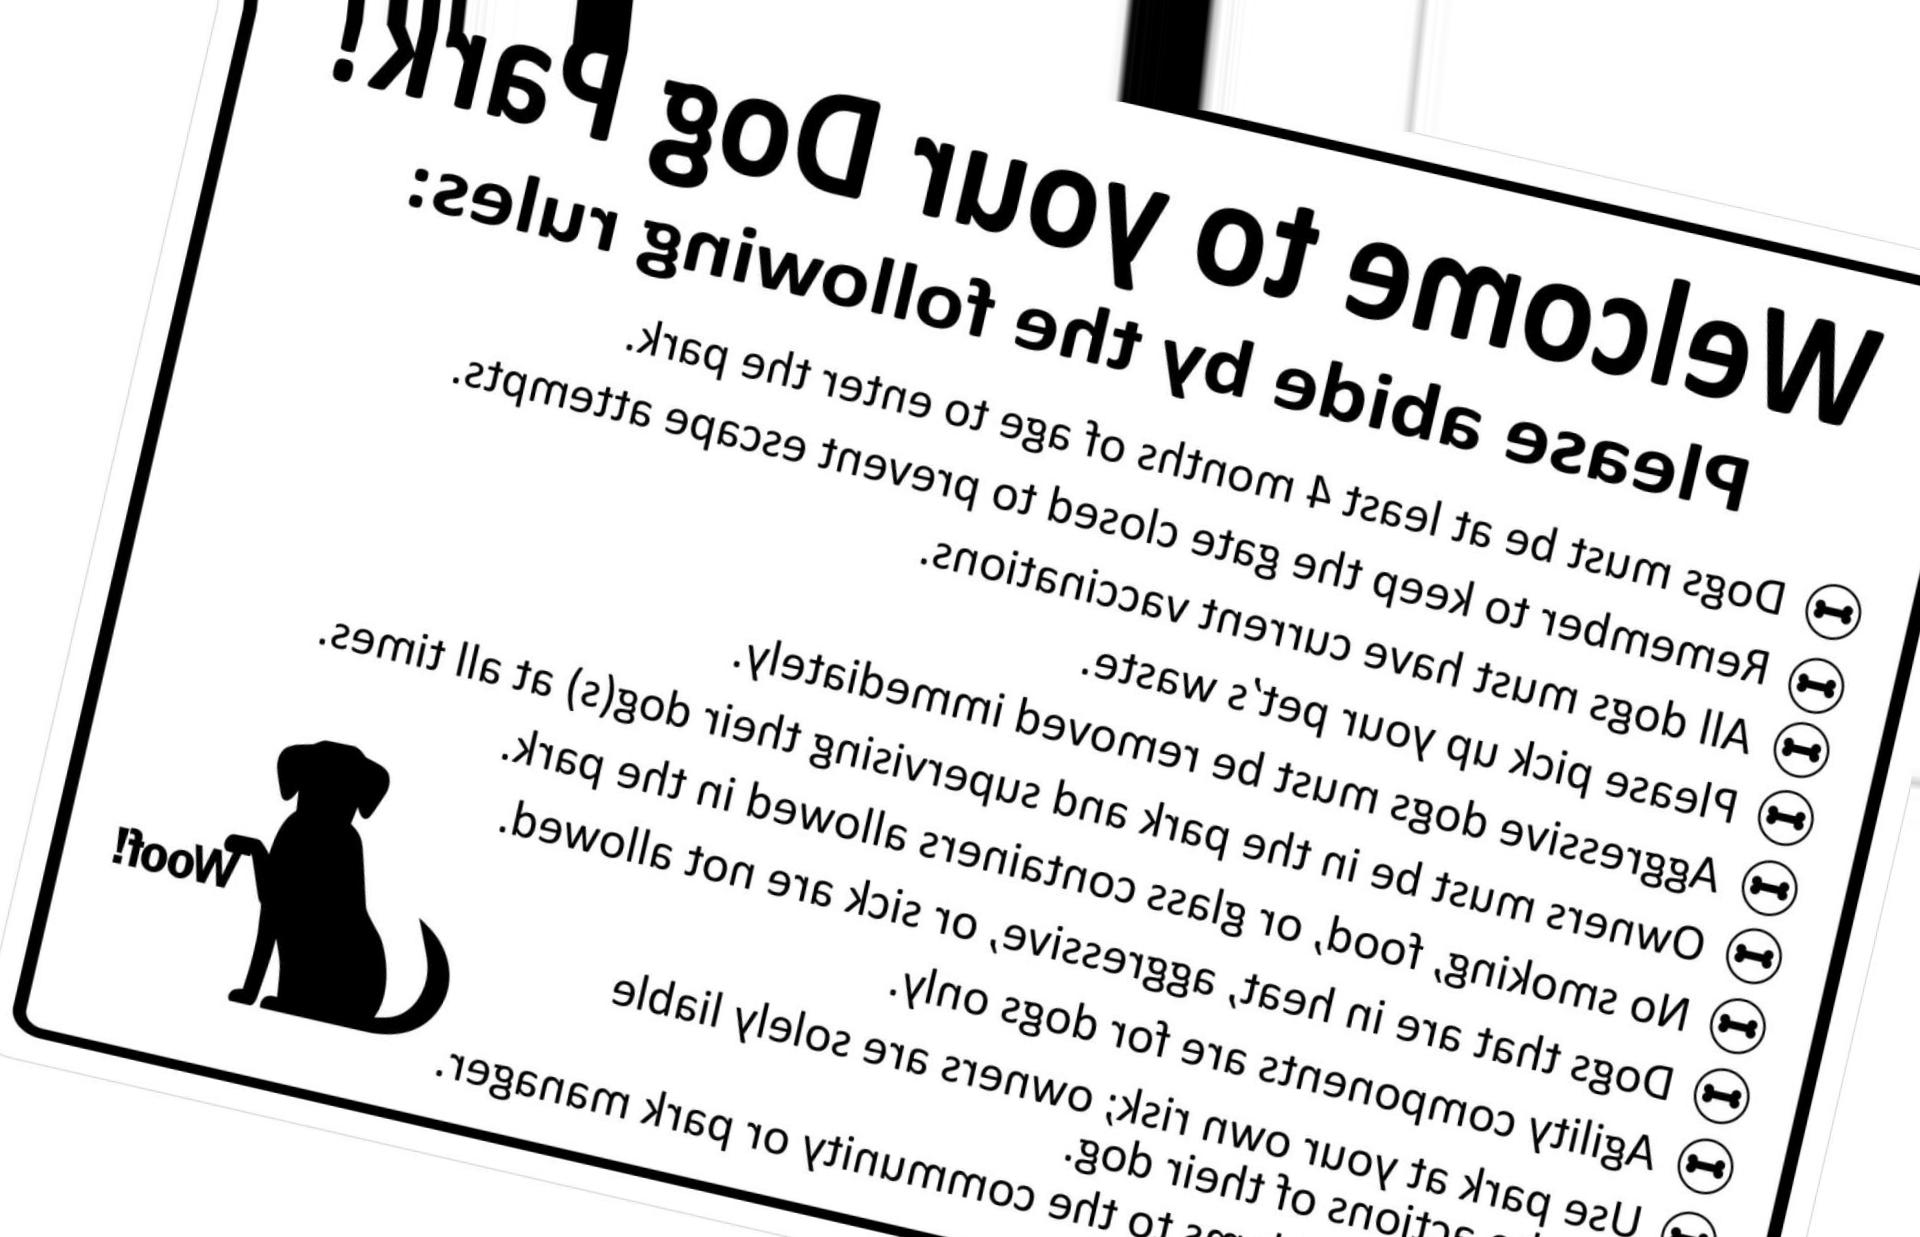 Welcome to your Dog Park!
Please abide by the following rules:
Dogs must be at least 4 months of age to enter the park.
Remember to keep the gate closed to prevent escape attempts.
All dogs must have current vaccinations.
Please pick up your pet's waste.
Aggressive dogs must be removed immediately.
Owners must be in the park and supervising their dog(s) at all times.
No smoking, food, or glass containers allowed in the park.
Dogs that are in heat, aggressive, or sick are not allowed.
Agility components are for dogs only.
Use park at your own risk; owners are solely liable
actions of their dog.
to the community or park manager.
Woof!